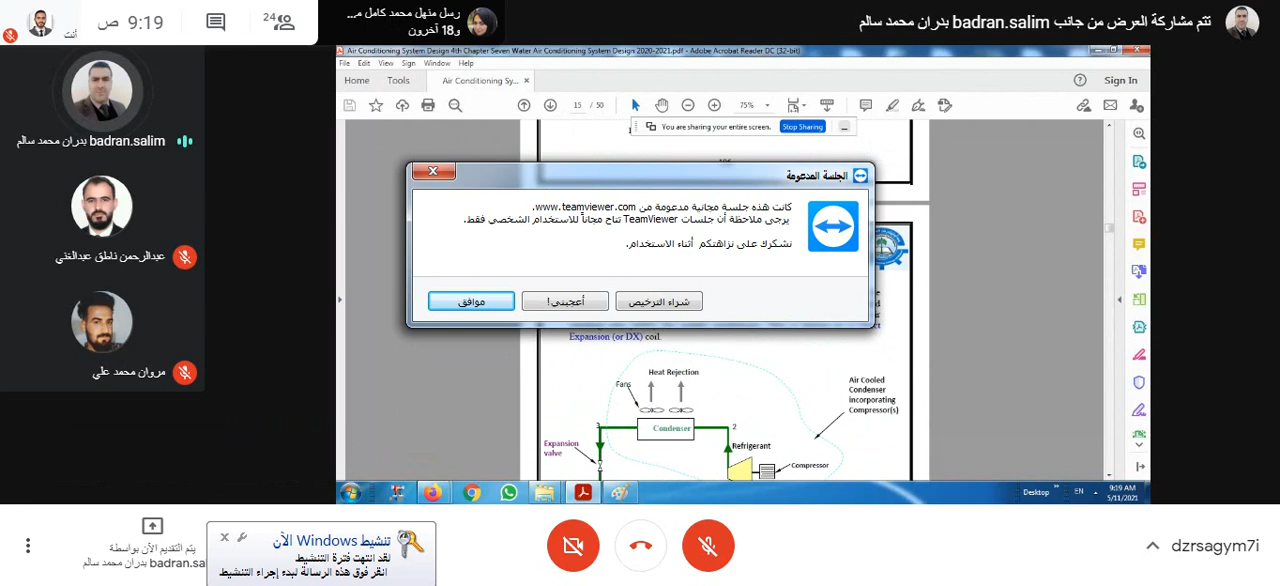 9:19 ص
24
أنت
رسل منهل محمد كامل م...
و18 آخرون
تتم مشاركة العرض من جانب badran.salim بدران محمد سالم
badran.salim بدران محمد سالم
عبدالرحمن ناطق عبدالغني
مروان محمد علي
Air Conditioning System Design 4th Chapter Seven Water Air Conditioning System Design 2020-2021.pdf - Adobe Acrobat Reader DC (32-bit)
File Edit View Sign Window Help
Home Tools Air Conditioning Sy... × Sign In
15 / 50 75%
You are sharing your entire screen. Stop Sharing
الجلسة المدعومة
كانت هذه جلسة مجانية مدعومة من www.teamviewer.com.
يرجى ملاحظة أن جلسات TeamViewer تتاح مجاناً للاستخدام الشخصي فقط.
نشكرك على نزاهتكم أثناء الاستخدام.
موافق
أعجبني!
شراء الترخيص
Expansion (or DX) coil.
Heat Rejection
Fans
Air Cooled
Condenser
incorporating
Compressor(s)
3
Condenser
2
Expansion
valve
Refrigerant
Compressor
Desktop
EN
9:19 AM
5/11/2021
يتم التقديم الآن بواسطة
badran.sa بدران محمد سالم
تنشيط Windows الآن
لقد انتهت فترة التنشيط
انقر فوق هذه الرسالة لبدء إجراء التنشيط
dzrsagym7i